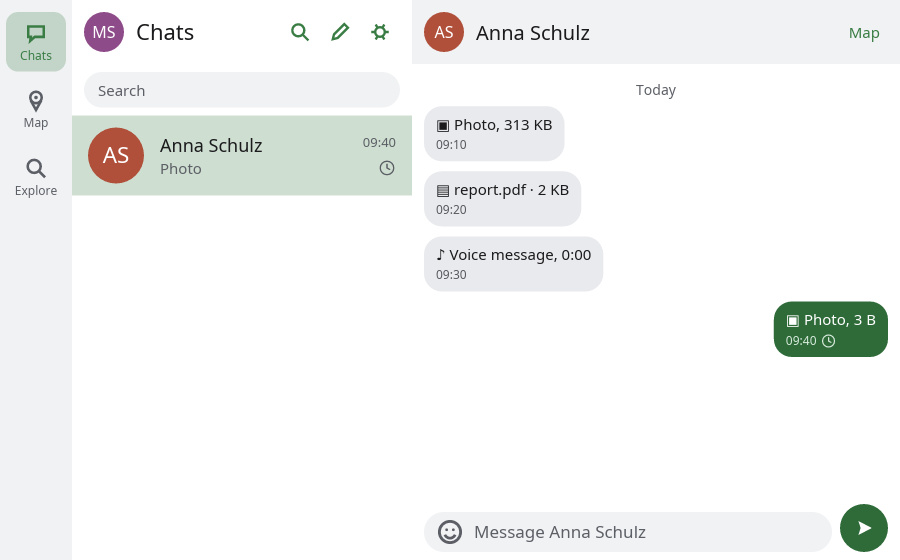 Chats
Map
Explore
MS
Chats
Search
AS
Anna Schulz
09:40
Photo
AS
Anna Schulz
Map
Today
▣ Photo, 313 KB
09:10
▤ report.pdf · 2 KB
09:20
♪ Voice message, 0:00
09:30
▣ Photo, 3 B
09:40
Message Anna Schulz